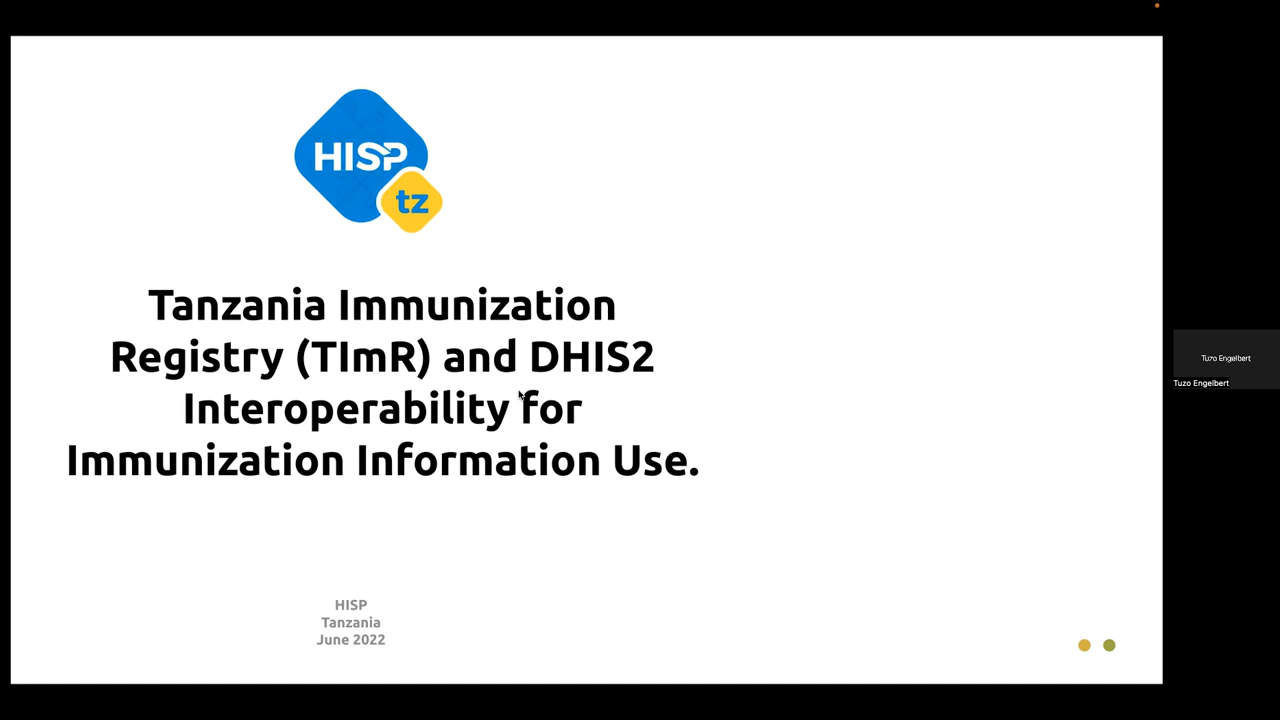 HISP
tz
Tanzania Immunization
Registry (TImR) and DHIS2
Interoperability for
Immunization Information Use.
HISP
Tanzania
June 2022
Tuzo Engelbert
Tuzo Engelbert